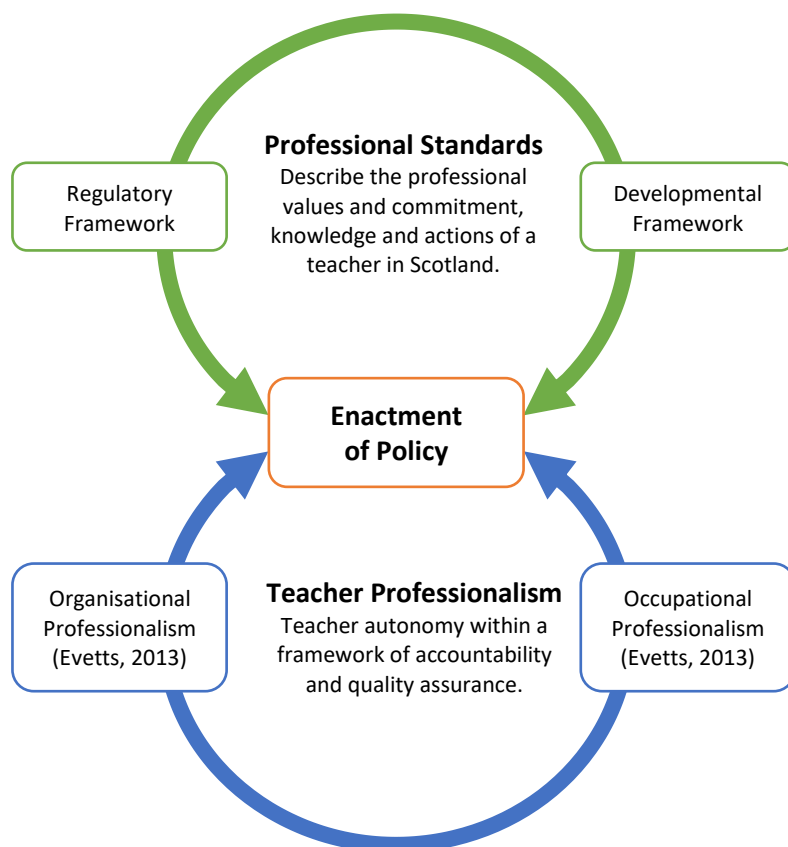 Professional Standards
Describe the professional
values and commitment,
knowledge and actions of a
teacher in Scotland.
Regulatory
Framework
Developmental
Framework
Enactment
of Policy
Organisational
Professionalism
(Evetts, 2013)
Teacher Professionalism
Teacher autonomy within a
framework of accountability
and quality assurance.
Occupational
Professionalism
(Evetts, 2013)